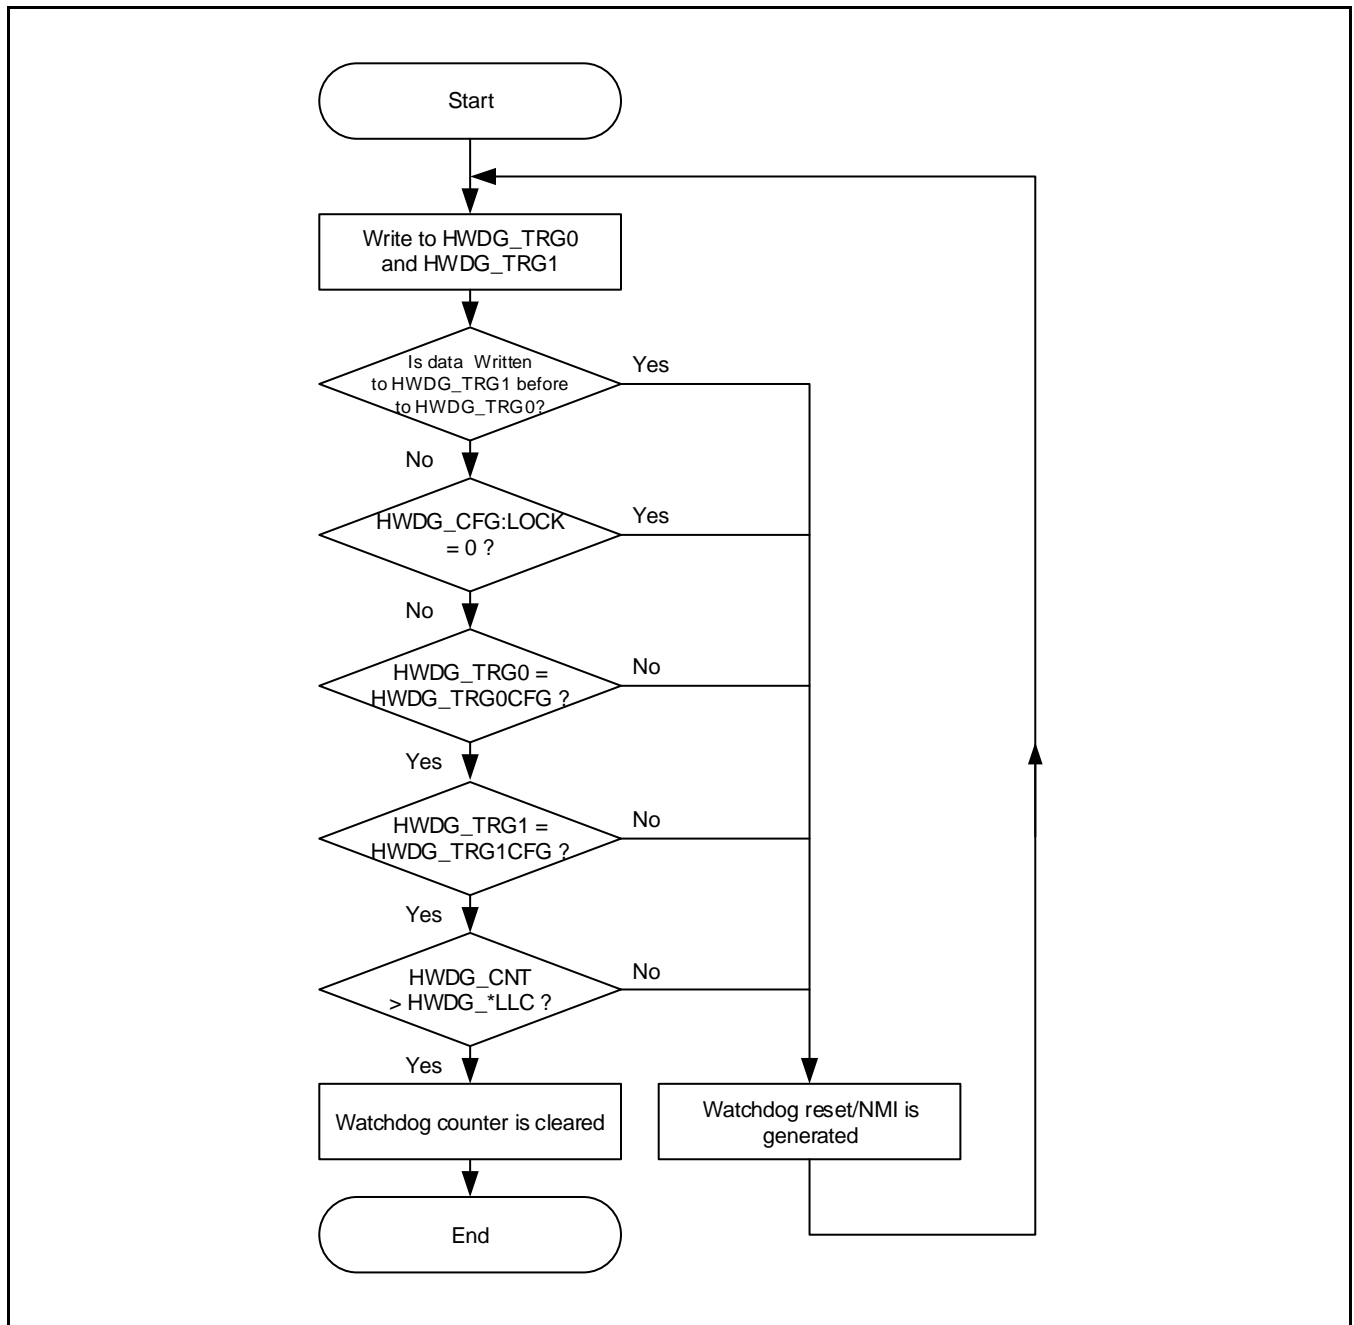 Start
Write to HWDG_TRG0
and HWDG_TRG1
Is data Written
to HWDG_TRG1 before
to HWDG_TRG0?
Yes
No
HWDG_CFG:LOCK
= 0 ?
Yes
No
HWDG_TRG0 =
HWDG_TRG0CFG ?
No
Yes
HWDG_TRG1 =
HWDG_TRG1CFG ?
No
Yes
HWDG_CNT
> HWDG_*LLC ?
No
Yes
Watchdog counter is cleared
Watchdog reset/NMI is
generated
End